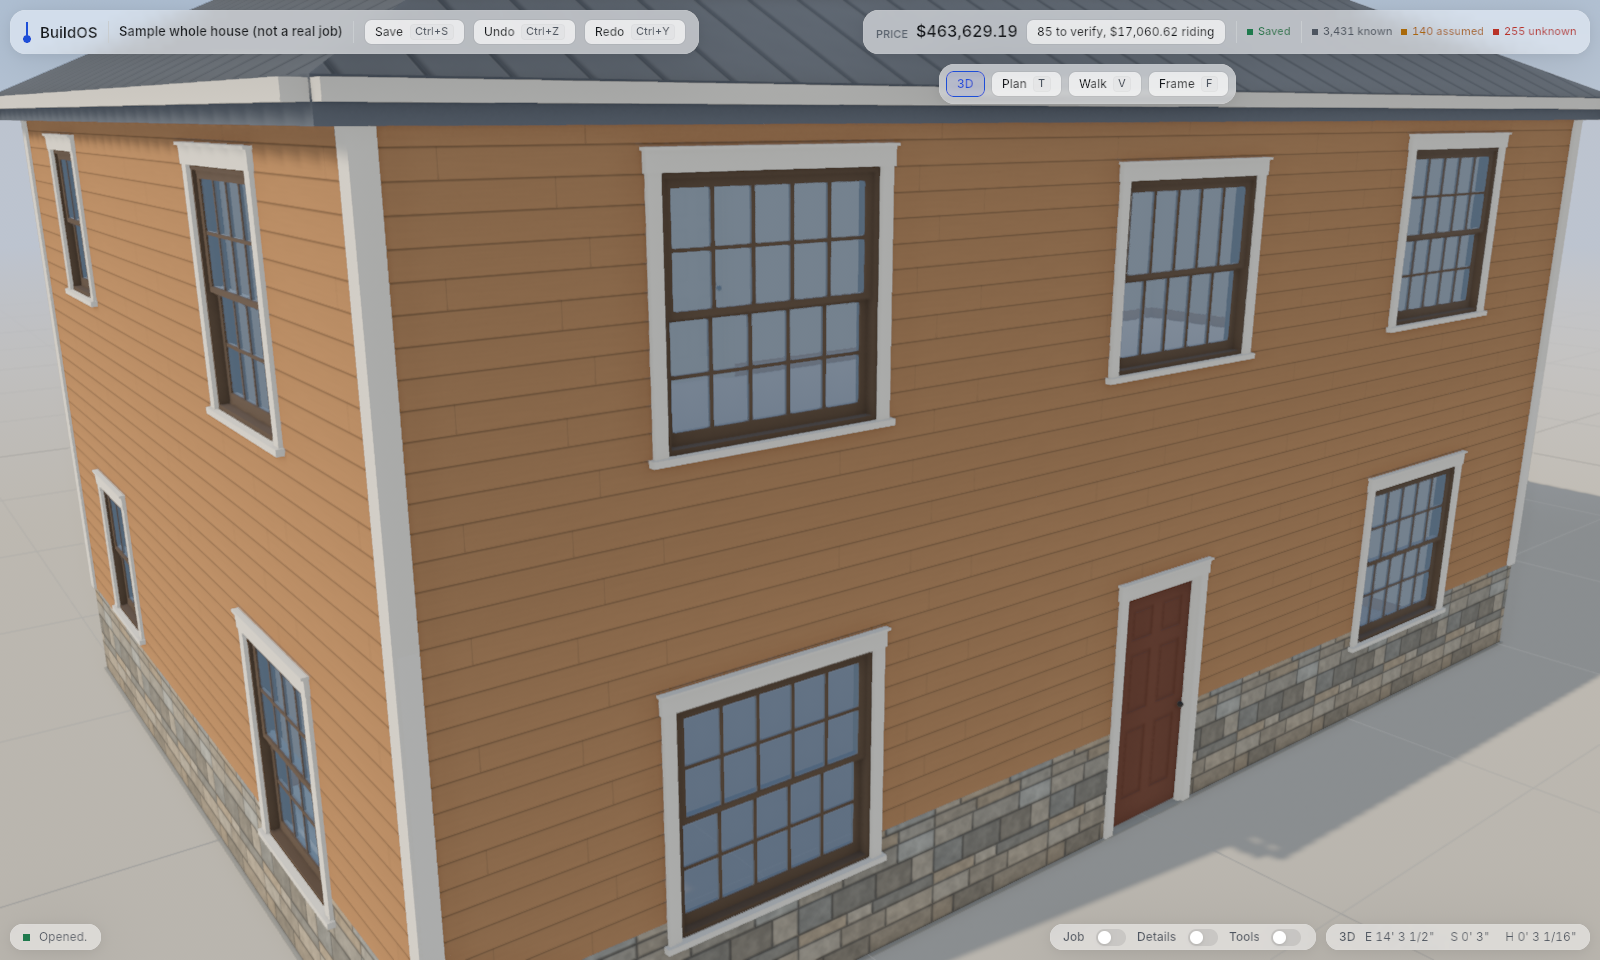 BuildOS Sample whole house (not a real job) Save Ctrl+S Undo Ctrl+Z Redo Ctrl+Y
PRICE $463,629.19 85 to verify, $17,060.62 riding Saved 3,431 known 140 assumed 255 unknown
3D Plan T Walk V Frame F
Opened.
Job Details Tools
3D E 14' 3 1/2" S 0' 3" H 0' 3 1/16"